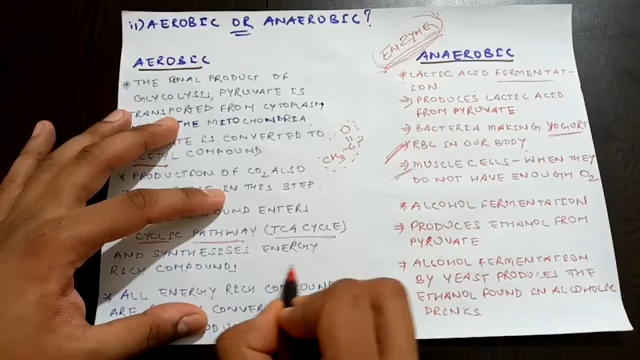 ii) AEROBIC OR ANAEROBIC?
ENZYME
AEROBIC
* THE FINAL PRODUCT OF
GLYCOLYSIS, PYRUVATE IS
TRANSPORTED FROM CYTOPLASM
THE MITOCHONDRIA
IS CONVERTED TO
ACETYL COMPOUND
PRODUCTION OF CO2 ALSO
IN THIS STEP.
ENTERS
CYCLIC PATHWAY (TCA CYCLE)
AND SYNTHESISES ENERGY
RICH COMPOUNDS
* ALL ENERGY RICH
ARE
O
C
CH3
ANAEROBIC
* LACTIC ACID FERMENTAT-
ION
⇒ PRODUCES LACTIC ACID
FROM PYRUVATE.
⇒ BACTERIA MAKING YOGURT
⇒ RBC IN OUR BODY
⇒ MUSCLE CELLS - WHEN THEY
DO NOT HAVE ENOUGH O2
* ALCOHOL FERMENTATION
⇒ PRODUCES ETHANOL FROM
PYRUVATE
⇒ ALCOHOL FERMENTATION
BY YEAST PRODUCES THE
ETHANOL FOUND IN ALCOHOLIC
DRINKS